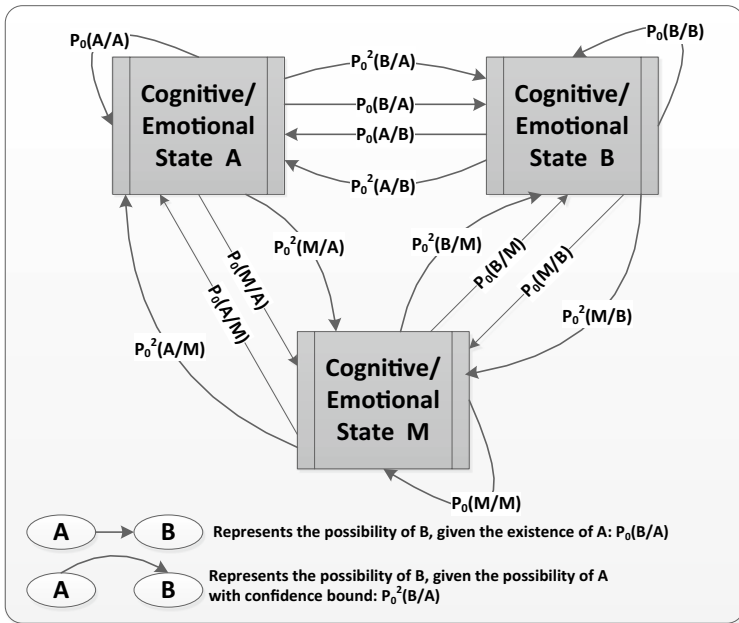 P₀(A/A)
P₀(B/B)
P₀²(B/A)
P₀(B/A)
P₀(A/B)
P₀²(A/B)
Cognitive/
Emotional
State A
Cognitive/
Emotional
State B
P₀²(M/A)
P₀²(B/M)
P₀(M/A)
P₀(A/M)
P₀(B/M)
P₀(M/B)
P₀²(A/M)
P₀²(M/B)
Cognitive/
Emotional
State M
P₀(M/M)
A B Represents the possibility of B, given the existence of A: P₀(B/A)
A B Represents the possibility of B, given the possibility of A
with confidence bound: P₀²(B/A)